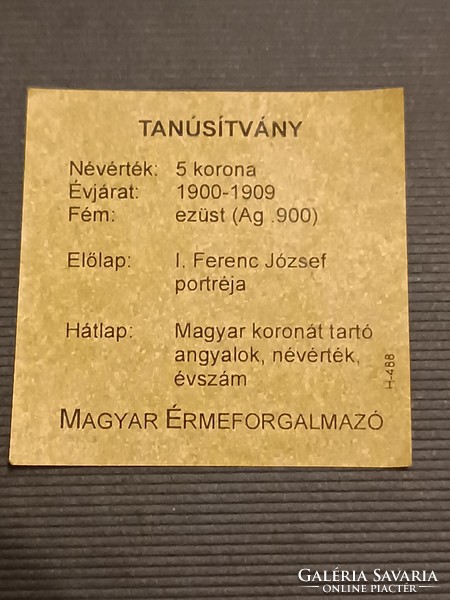 TANÚSÍTVÁNY
Névérték: 5 korona
Évjárat: 1900-1909
Fém: ezüst (Ag .900)
Előlap: I. Ferenc József
portréja
Hátlap: Magyar koronát tartó
angyalok, névérték,
évszám
H-488
MAGYAR ÉRMEFORGALMAZÓ
GALÉRIA SAVARIA
ONLINE PIACTÉR